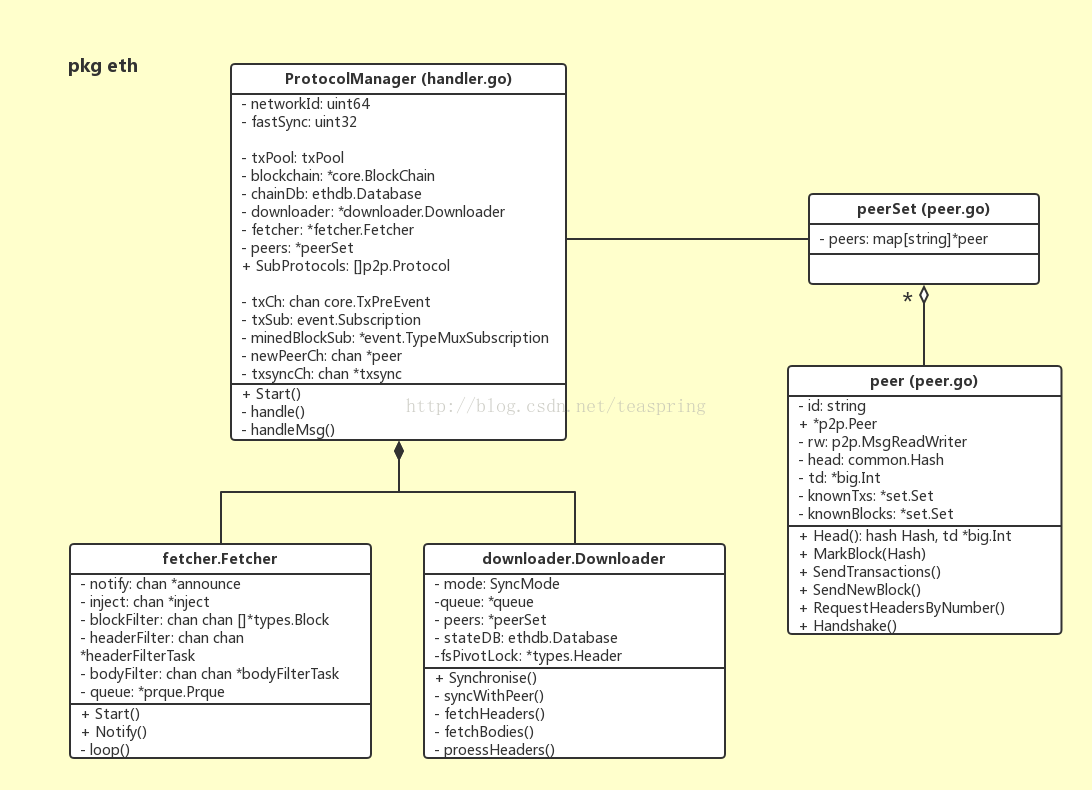 pkg eth
ProtocolManager (handler.go)
- networkId: uint64
- fastSync: uint32
- txPool: txPool
- blockchain: *core.BlockChain
- chainDb: ethdb.Database
- downloader: *downloader.Downloader
- fetcher: *fetcher.Fetcher
- peers: *peerSet
+ SubProtocols: []p2p.Protocol
- txCh: chan core.TxPreEvent
- txSub: event.Subscription
- minedBlockSub: *event.TypeMuxSubscription
- newPeerCh: chan *peer
- txsyncCh: chan *txsync
+ Start()
- handle()
- handleMsg()
http://blog.csdn.net/teaspring
peerSet (peer.go)
- peers: map[string]*peer
*
peer (peer.go)
- id: string
+ *p2p.Peer
- rw: p2p.MsgReadWriter
- head: common.Hash
- td: *big.Int
- knownTxs: *set.Set
- knownBlocks: *set.Set
+ Head(): hash Hash, td *big.Int
+ MarkBlock(Hash)
+ SendTransactions()
+ SendNewBlock()
+ RequestHeadersByNumber()
+ Handshake()
fetcher.Fetcher
- notify: chan *announce
- inject: chan *inject
- blockFilter: chan chan []*types.Block
- headerFilter: chan chan
*headerFilterTask
- bodyFilter: chan chan *bodyFilterTask
- queue: *prque.Prque
+ Start()
+ Notify()
- loop()
downloader.Downloader
- mode: SyncMode
-queue: *queue
- peers: *peerSet
- stateDB: ethdb.Database
-fsPivotLock: *types.Header
+ Synchronise()
- syncWithPeer()
- fetchHeaders()
- fetchBodies()
- proessHeaders()